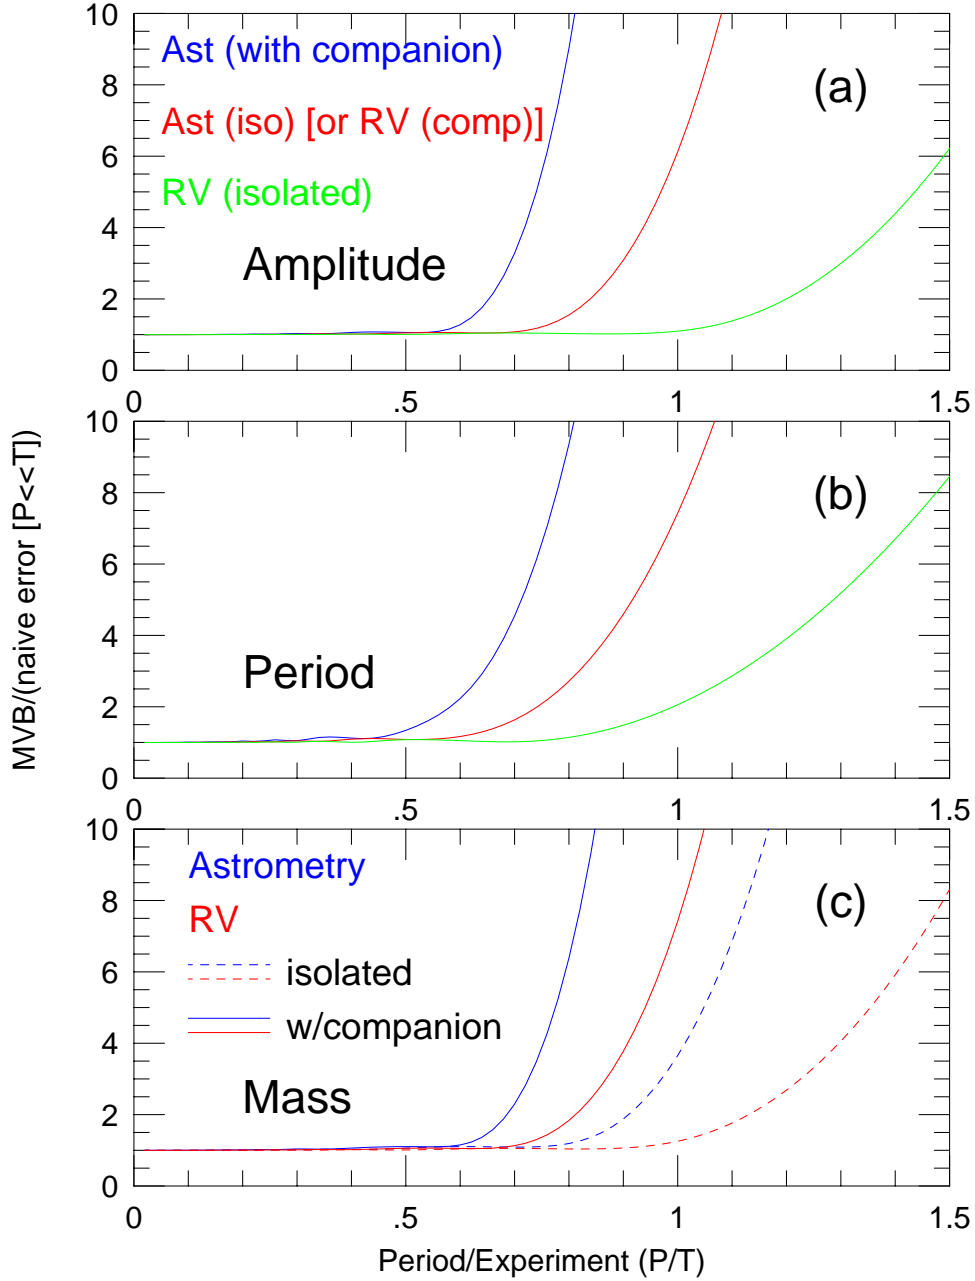 10
8
6
4
2
0
Ast (with companion)
Ast (iso) [or RV (comp)]
RV (isolated)
(a)
Amplitude
0 .5 1 1.5
10
8
6
4
2
0
(b)
Period
0 .5 1 1.5
MVB/(naive error [P<<T])
10
8
6
4
2
0
Astrometry
RV
isolated
w/companion
(c)
Mass
0 .5 1 1.5
Period/Experiment (P/T)